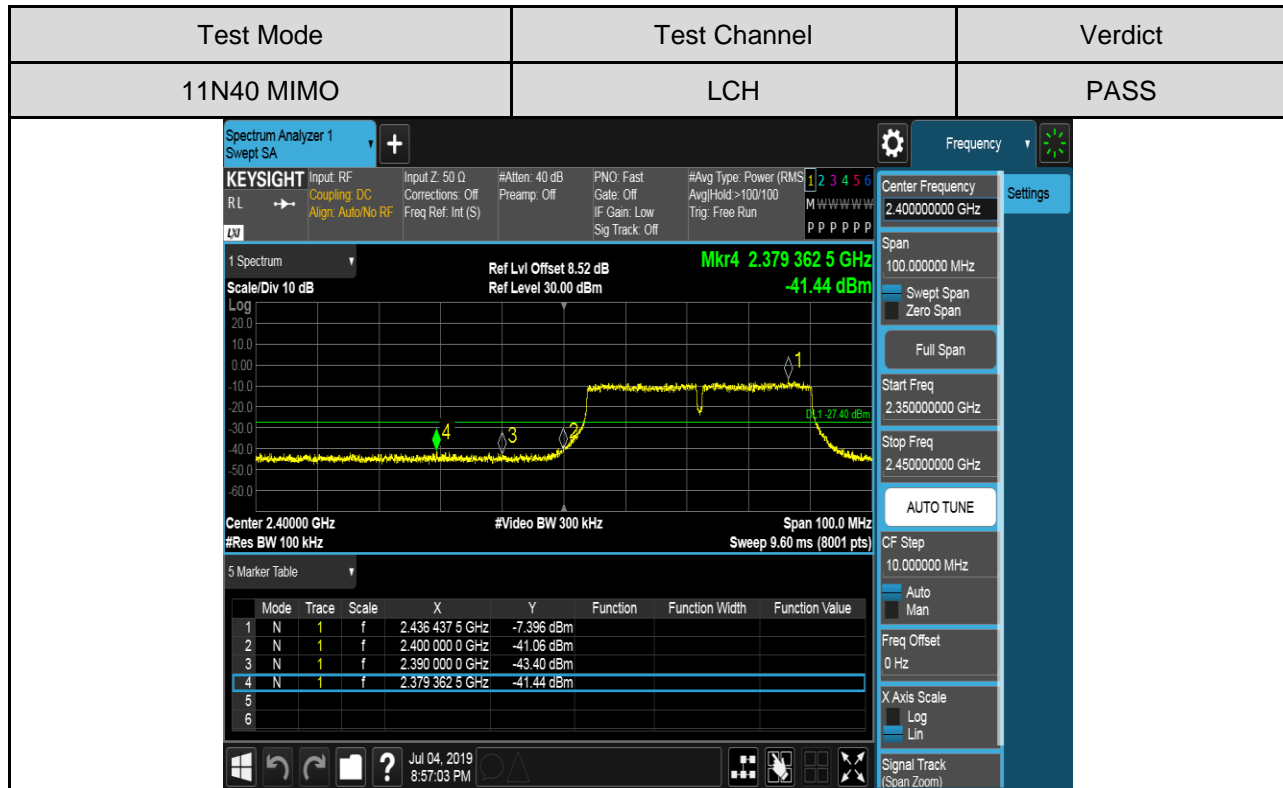 Test Mode Test Channel Verdict
11N40 MIMO LCH PASS
Spectrum Analyzer 1
Swept SA
+
Frequency
KEYSIGHT Input: RF Input Z: 50 Ω #Atten: 40 dB PNO: Fast #Avg Type: Power (RMS 1 2 3 4 5 6
RL Coupling: DC Corrections: Off Preamp: Off Gate: Off Avg|Hold:>100/100 M W W W W W
Align: Auto/No RF Freq Ref: Int (S) IF Gain: Low Trig: Free Run
LXI Sig Track: Off P P P P P P
Center Frequency
2.400000000 GHz
Settings
Span
100.000000 MHz
Swept Span
Zero Span
Full Span
Start Freq
2.350000000 GHz
Stop Freq
2.450000000 GHz
AUTO TUNE
CF Step
10.000000 MHz
Auto
Man
Freq Offset
0 Hz
X Axis Scale
Log
Lin
Signal Track
(Span Zoom)
1 Spectrum
Ref Lvl Offset 8.52 dB Mkr4 2.379 362 5 GHz
Scale/Div 10 dB Ref Level 30.00 dBm -41.44 dBm
Log
20.0
10.0
0.00
-10.0
-20.0
-30.0
-40.0
-50.0
-60.0
1
DL1 -27.40 dBm
4 3 2
Center 2.40000 GHz #Video BW 300 kHz Span 100.0 MHz
#Res BW 100 kHz Sweep 9.60 ms (8001 pts)
5 Marker Table
Mode Trace Scale X Y Function Function Width Function Value
1 N 1 f 2.436 437 5 GHz -7.396 dBm
2 N 1 f 2.400 000 0 GHz -41.06 dBm
3 N 1 f 2.390 000 0 GHz -43.40 dBm
4 N 1 f 2.379 362 5 GHz -41.44 dBm
5
6
? Jul 04, 2019
8:57:03 PM